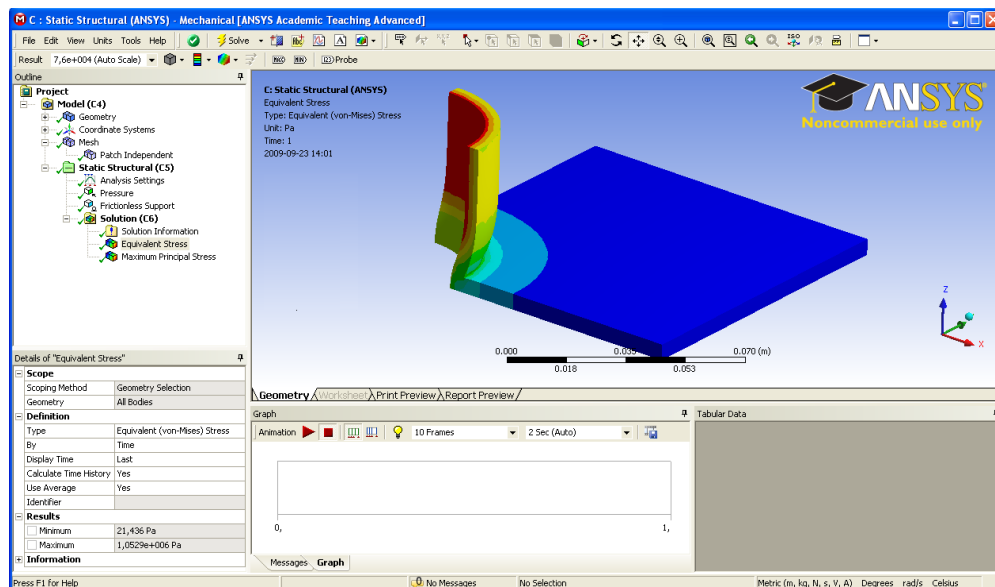 C : Static Structural (ANSYS) - Mechanical [ANSYS Academic Teaching Advanced]
File Edit View Units Tools Help Solve
Result 7,6e+004 (Auto Scale) Probe
Outline
Project
Model (C4)
Geometry
Coordinate Systems
Mesh
Patch Independent
Static Structural (C5)
Analysis Settings
Pressure
Frictionless Support
Solution (C6)
Solution Information
Equivalent Stress
Maximum Principal Stress
C: Static Structural (ANSYS)
Equivalent Stress
Type: Equivalent (von-Mises) Stress
Unit: Pa
Time: 1
2009-09-23 14:01
ANSYS
Noncommercial use only
Z
X
0.000 0.035 0.070 (m)
0.018 0.053
Geometry Worksheet Print Preview Report Preview
Details of "Equivalent Stress"
Scope
Scoping Method Geometry Selection
Geometry All Bodies
Definition
Type Equivalent (von-Mises) Stress
By Time
Display Time Last
Calculate Time History Yes
Use Average Yes
Identifier
Results
Minimum 21,436 Pa
Maximum 1,0529e+006 Pa
Information
Graph
Animation 10 Frames 2 Sec (Auto)
0, 1,
Messages Graph
Tabular Data
Press F1 for Help No Messages No Selection Metric (m, kg, N, s, V, A) Degrees rad/s Celsius